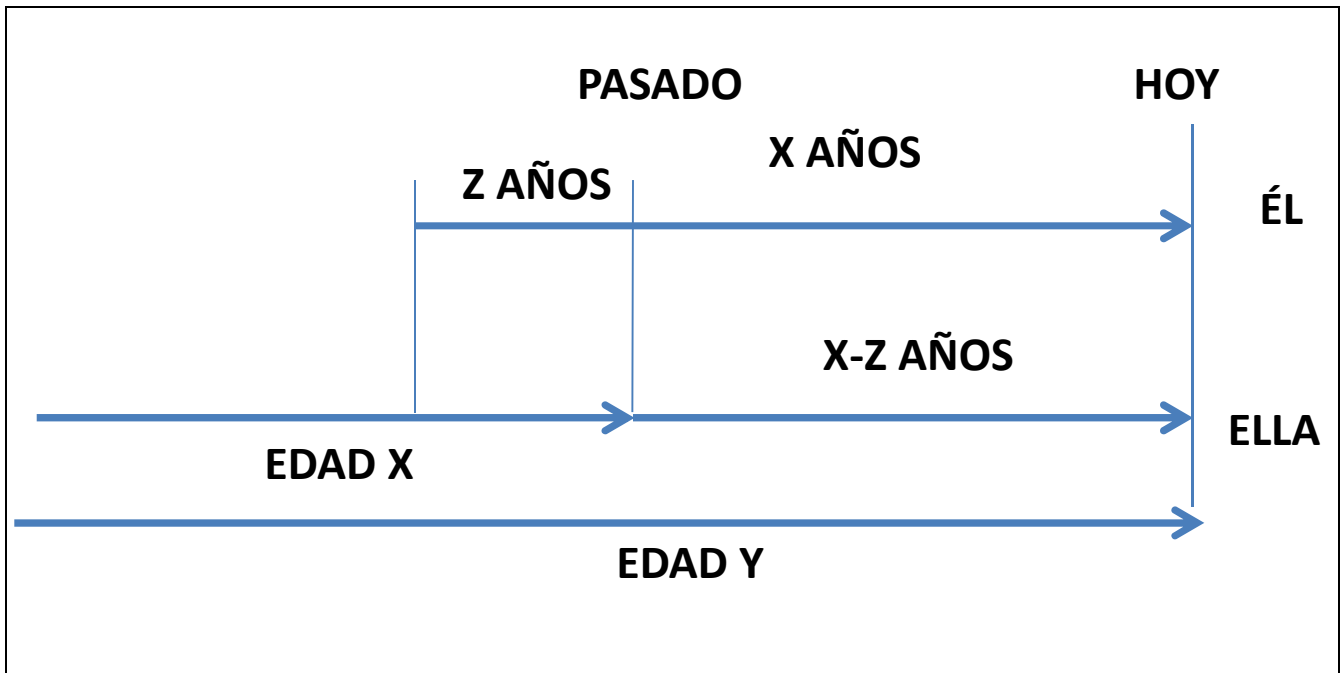 PASADO
HOY
X AÑOS
Z AÑOS
ÉL
X-Z AÑOS
ELLA
EDAD X
EDAD Y